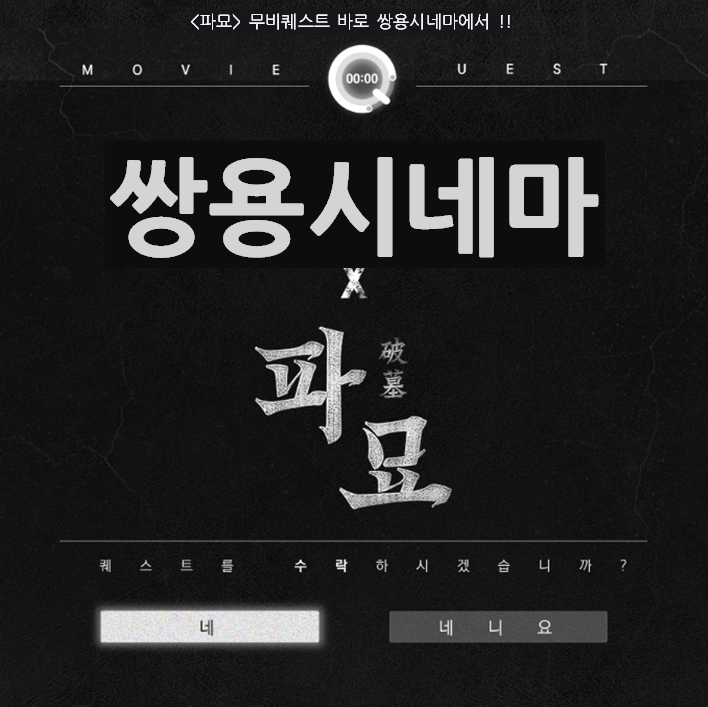 <파묘> 무비퀘스트 바로 쌍용시네마에서 !!
MOVIE 00:00 QUEST
쌍용시네마
X
파묘
破墓
퀘스트를 수락하시겠습니까?
네 네니요